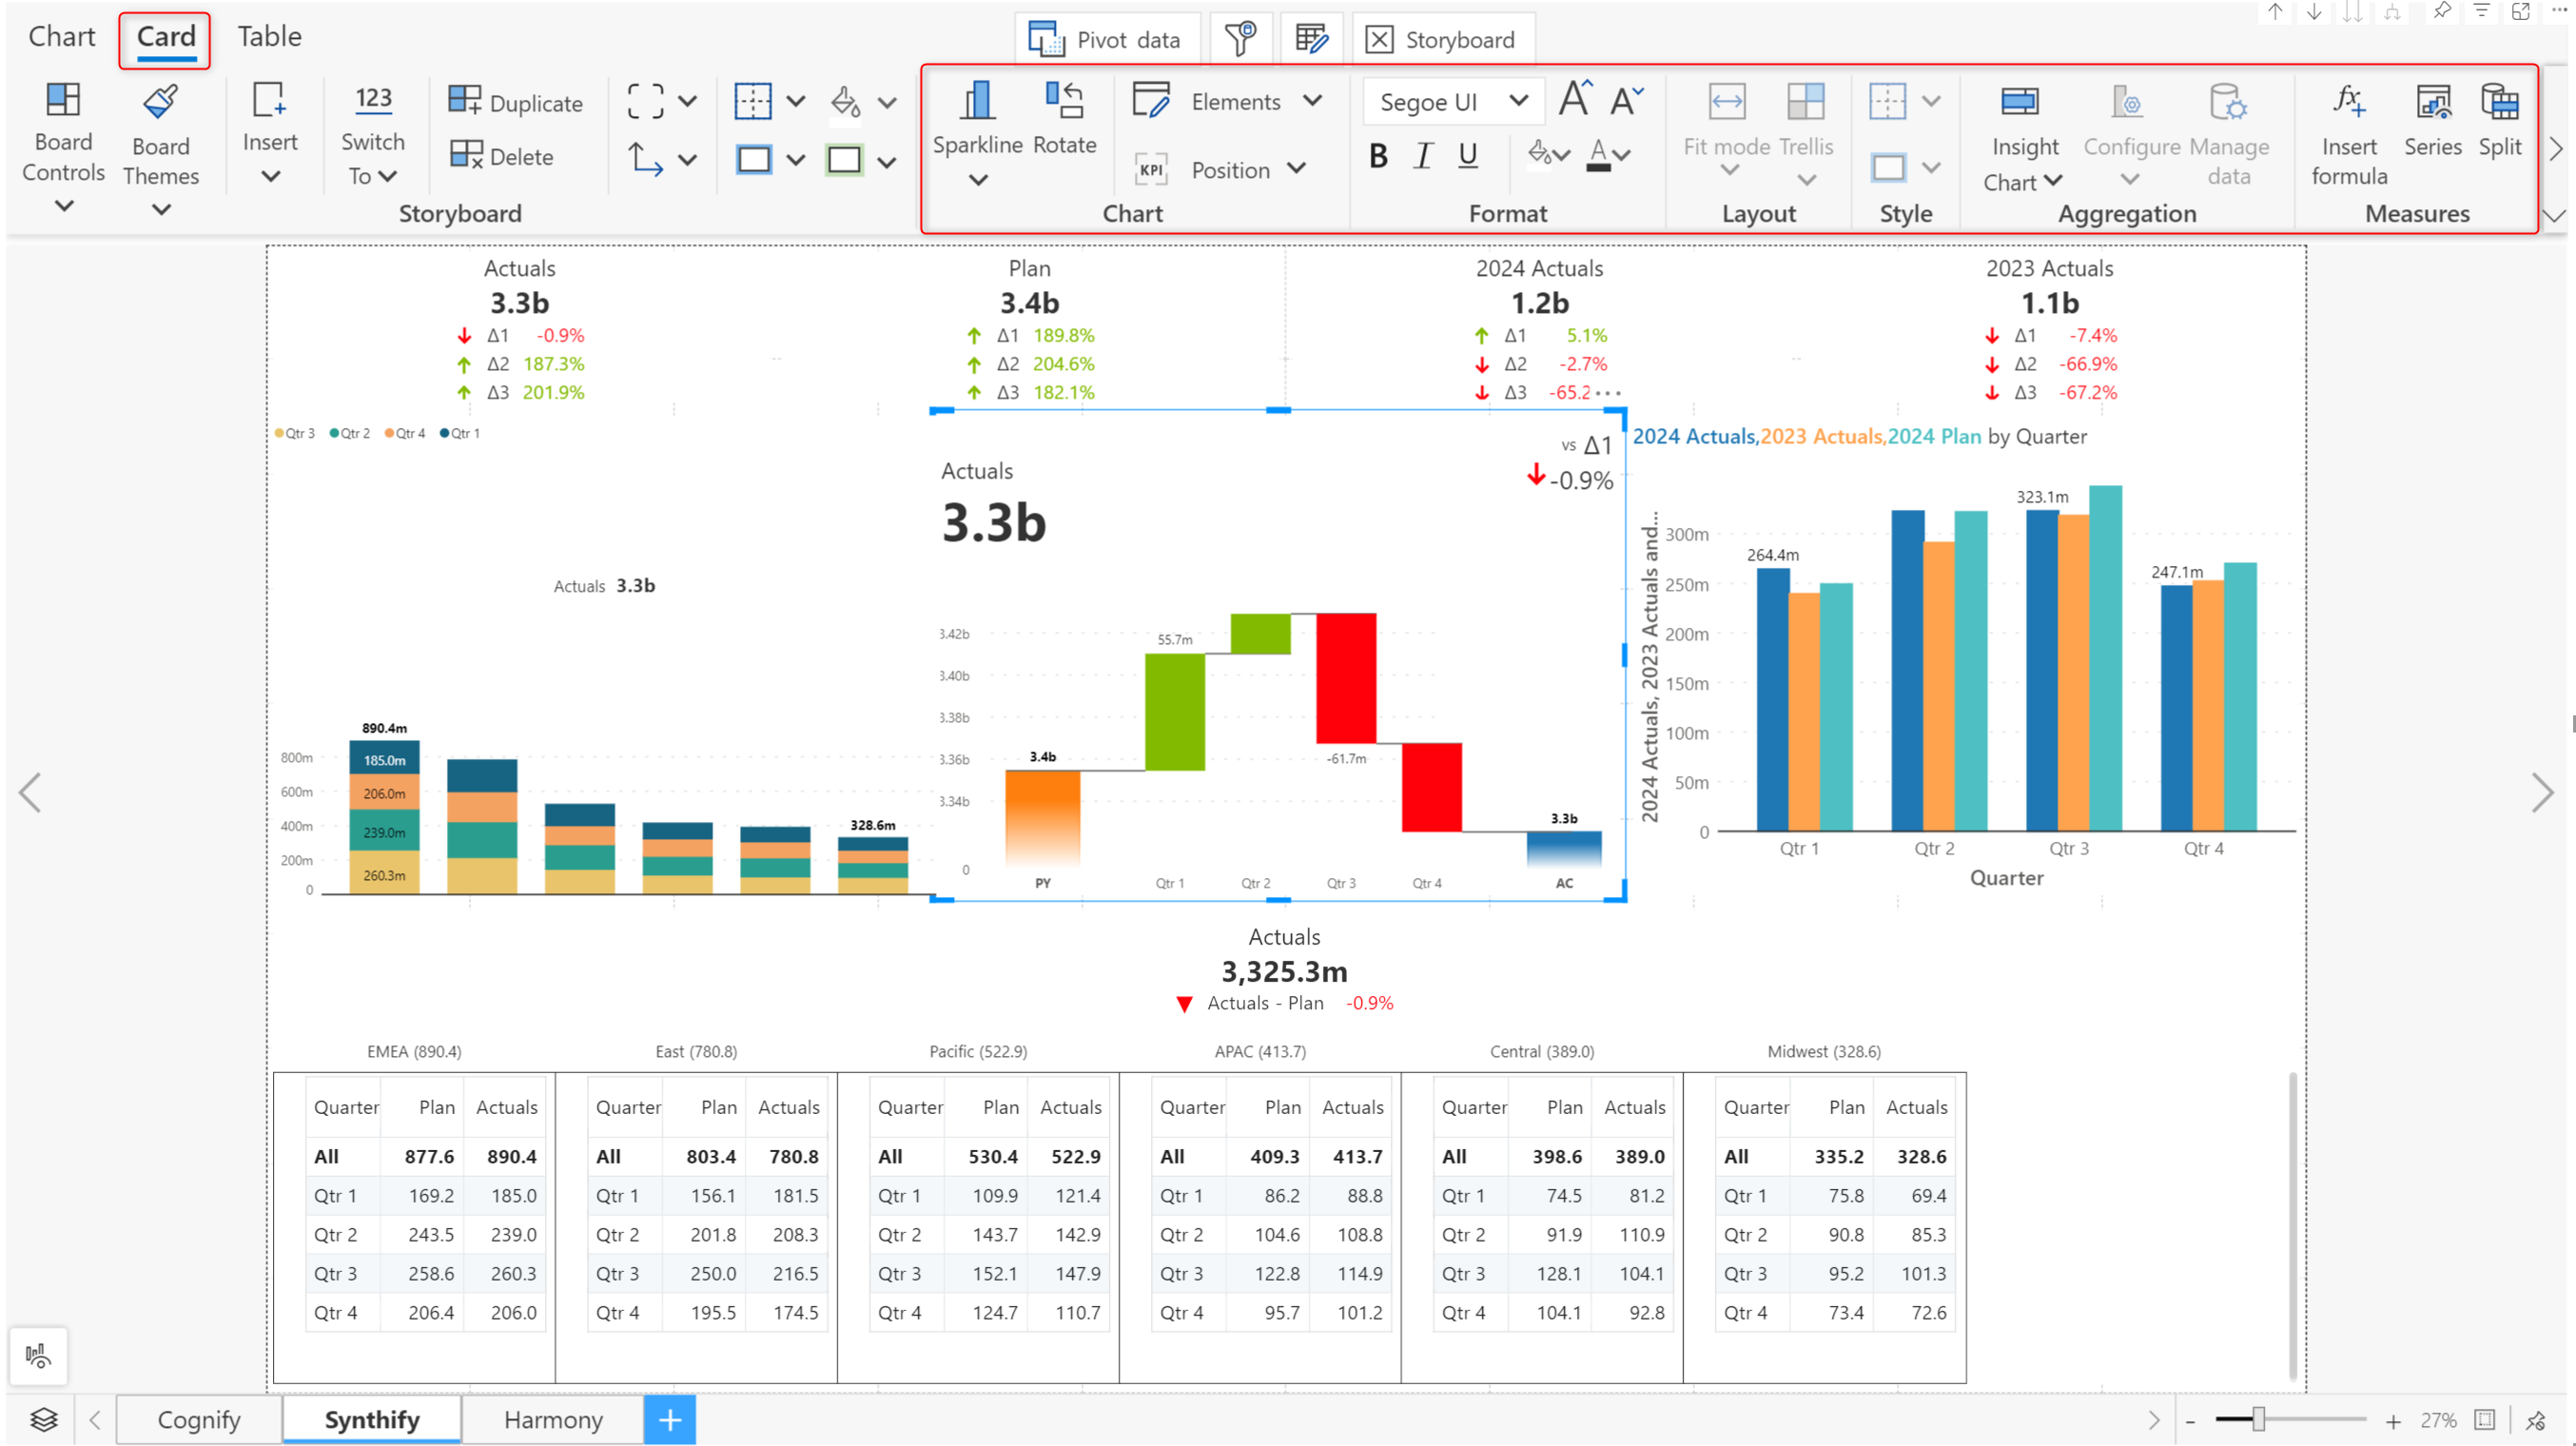 Chart Card Table
Pivot data
Storyboard
Board Controls
Board Themes
Insert
123
Switch To
Duplicate
Delete
Storyboard
Sparkline
Rotate
Elements
KPI
Position
Chart
Segoe UI
A A
B I U
A
Format
Fit mode
Trellis
Layout
Style
Insight Chart
Configure
Manage data
Aggregation
fx
Insert formula
Series
Split
Measures
Actuals
3.3b
Δ1 -0.9%
Δ2 187.3%
Δ3 201.9%
Plan
3.4b
Δ1 189.8%
Δ2 204.6%
Δ3 182.1%
2024 Actuals
1.2b
Δ1 5.1%
Δ2 -2.7%
Δ3 -65.2
2023 Actuals
1.1b
Δ1 -7.4%
Δ2 -66.9%
Δ3 -67.2%
Qtr 3 Qtr 2 Qtr 4 Qtr 1
Actuals 3.3b
800m
600m
400m
200m
0
890.4m
185.0m
206.0m
239.0m
260.3m
328.6m
Actuals
3.3b
vs Δ1
-0.9%
3.42b
3.40b
3.38b
3.36b
3.34b
0
3.4b
55.7m
-61.7m
3.3b
PY Qtr 1 Qtr 2 Qtr 3 Qtr 4 AC
2024 Actuals,2023 Actuals,2024 Plan by Quarter
2024 Actuals, 2023 Actuals and...
300m
250m
200m
150m
100m
50m
0
264.4m
323.1m
247.1m
Qtr 1 Qtr 2 Qtr 3 Qtr 4
Quarter
Actuals
3,325.3m
Actuals - Plan -0.9%
EMEA (890.4) East (780.8) Pacific (522.9) APAC (413.7) Central (389.0) Midwest (328.6)
Quarter Plan Actuals Quarter Plan Actuals Quarter Plan Actuals Quarter Plan Actuals Quarter Plan Actuals Quarter Plan Actuals
All 877.6 890.4 All 803.4 780.8 All 530.4 522.9 All 409.3 413.7 All 398.6 389.0 All 335.2 328.6
Qtr 1 169.2 185.0 Qtr 1 156.1 181.5 Qtr 1 109.9 121.4 Qtr 1 86.2 88.8 Qtr 1 74.5 81.2 Qtr 1 75.8 69.4
Qtr 2 243.5 239.0 Qtr 2 201.8 208.3 Qtr 2 143.7 142.9 Qtr 2 104.6 108.8 Qtr 2 91.9 110.9 Qtr 2 90.8 85.3
Qtr 3 258.6 260.3 Qtr 3 250.0 216.5 Qtr 3 152.1 147.9 Qtr 3 122.8 114.9 Qtr 3 128.1 104.1 Qtr 3 95.2 101.3
Qtr 4 206.4 206.0 Qtr 4 195.5 174.5 Qtr 4 124.7 110.7 Qtr 4 95.7 101.2 Qtr 4 104.1 92.8 Qtr 4 73.4 72.6
Cognify Synthify Harmony +
- + 27%